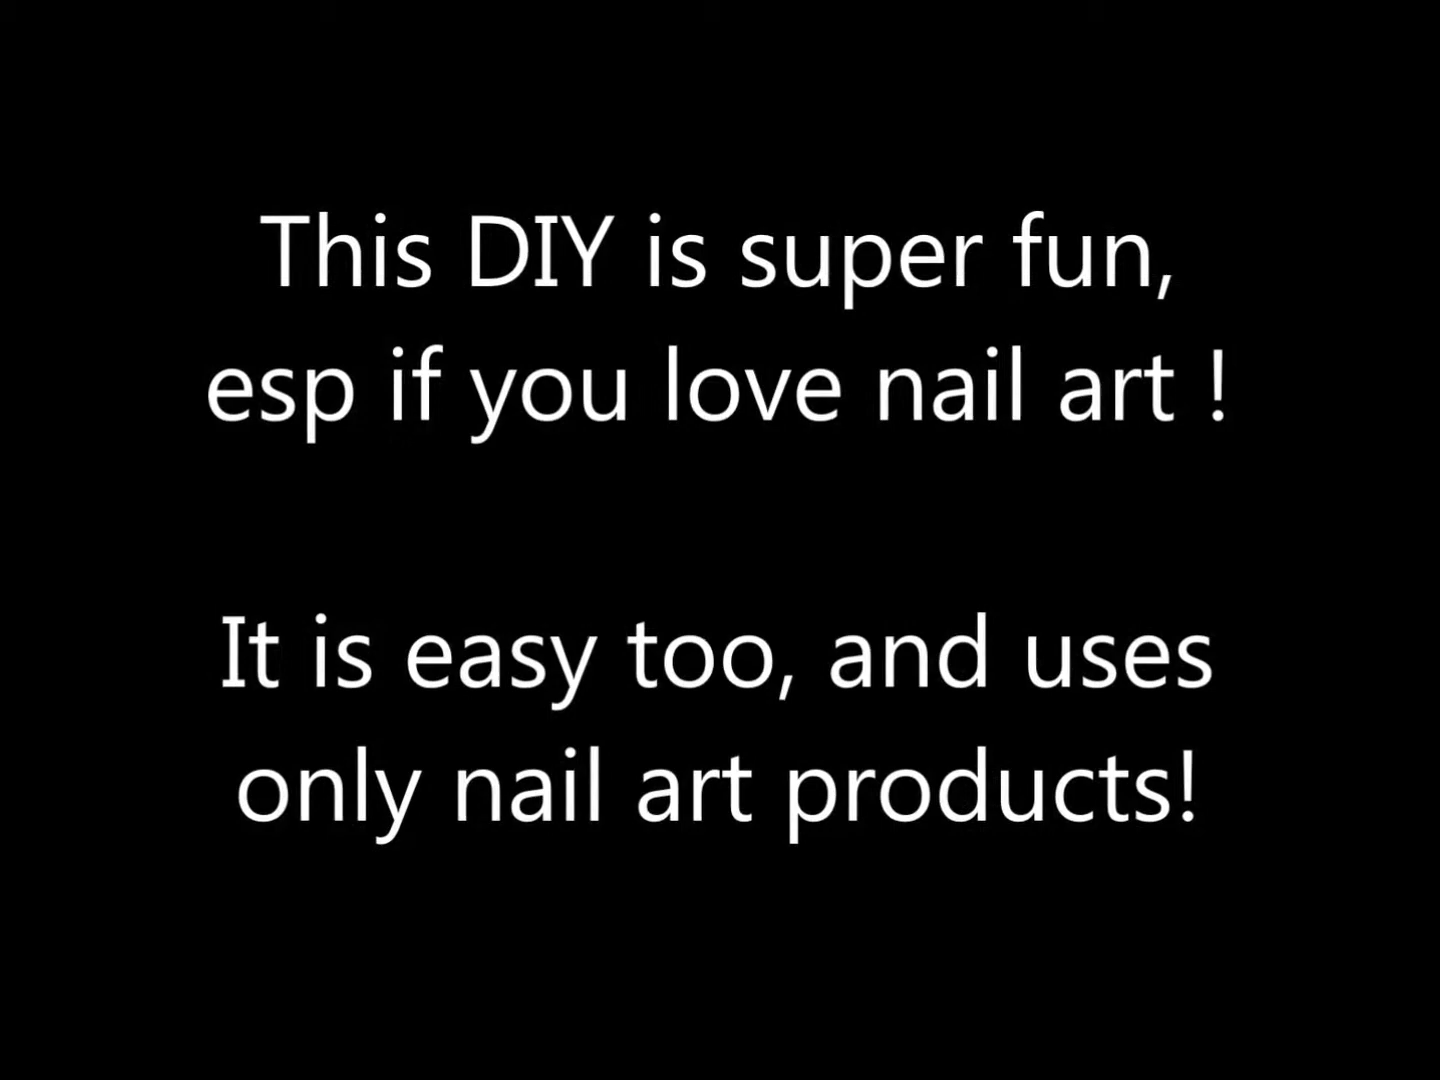 This DIY is super fun,
esp if you love nail art !
It is easy too, and uses
only nail art products!